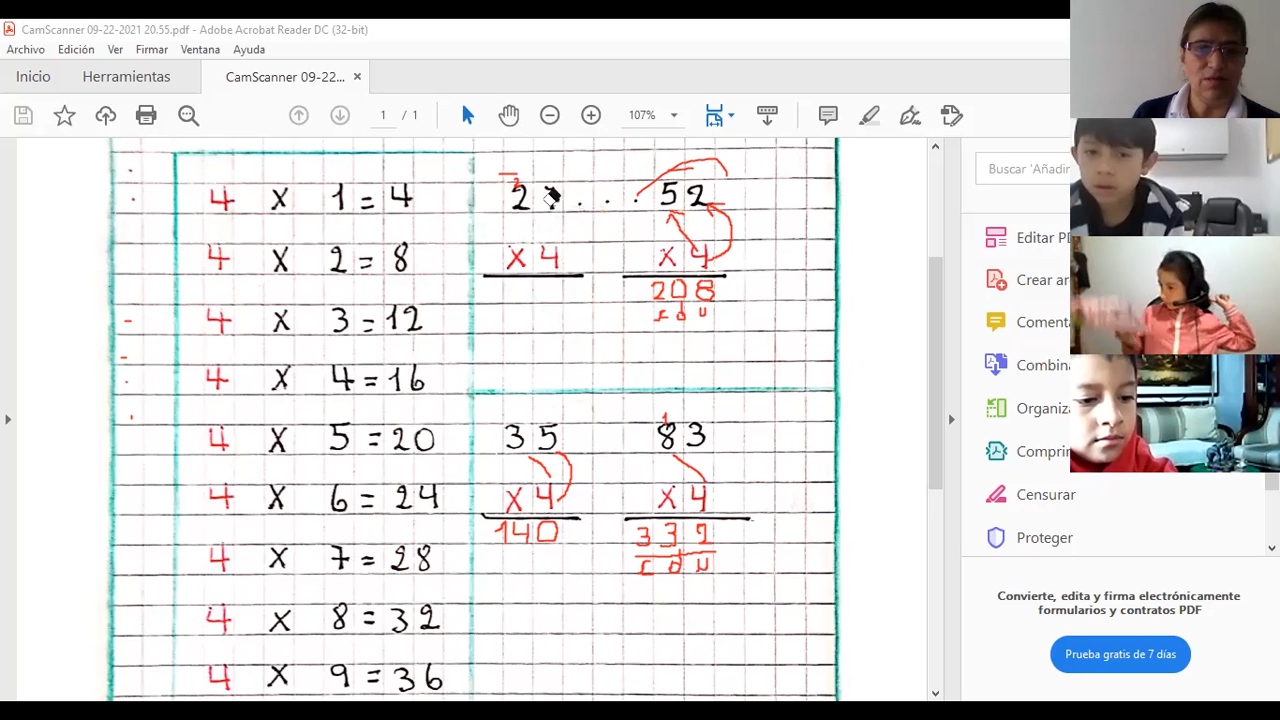 CamScanner 09-22-2021 20.55.pdf - Adobe Acrobat Reader DC (32-bit)
Archivo Edición Ver Firmar Ventana Ayuda
Inicio Herramientas CamScanner 09-22... ×
1 / 1 107%
Buscar 'Añadir
Editar PD
Crear ar
Comenta
Combina
Organiza
Compri
Censurar
Proteger
Convierte, edita y firma electrónicamente
formularios y contratos PDF
Prueba gratis de 7 días
4 X 1 = 4
4 X 2 = 8
4 X 3 = 12
4 X 4 = 16
4 X 5 = 20
4 X 6 = 24
4 X 7 = 28
4 X 8 = 32
4 X 9 = 36
2
X 4
. . . 52
X 4
208
c d u
35
X 4
140
1
83
X 4
332
c d u